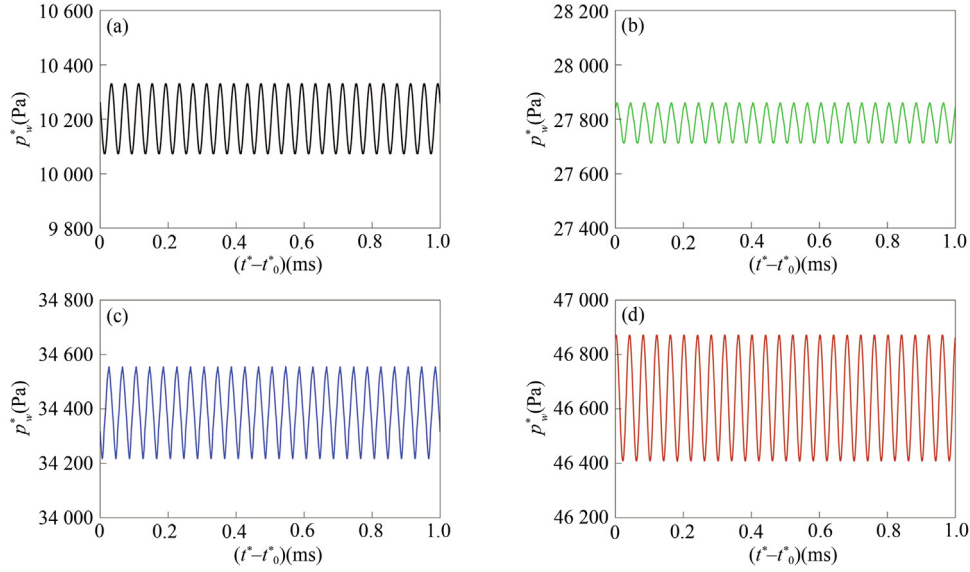 (a)
10 600
10 400
10 200
10 000
9 800
p*w(Pa)
0 0.2 0.4 0.6 0.8 1.0
(t*–t*0)(ms)
(b)
28 200
28 000
27 800
27 600
27 400
p*w(Pa)
0 0.2 0.4 0.6 0.8 1.0
(t*–t*0)(ms)
(c)
34 800
34 600
34 400
34 200
34 000
p*w(Pa)
0 0.2 0.4 0.6 0.8 1.0
(t*–t*0)(ms)
(d)
47 000
46 800
46 600
46 400
46 200
p*w(Pa)
0 0.2 0.4 0.6 0.8 1.0
(t*–t*0)(ms)